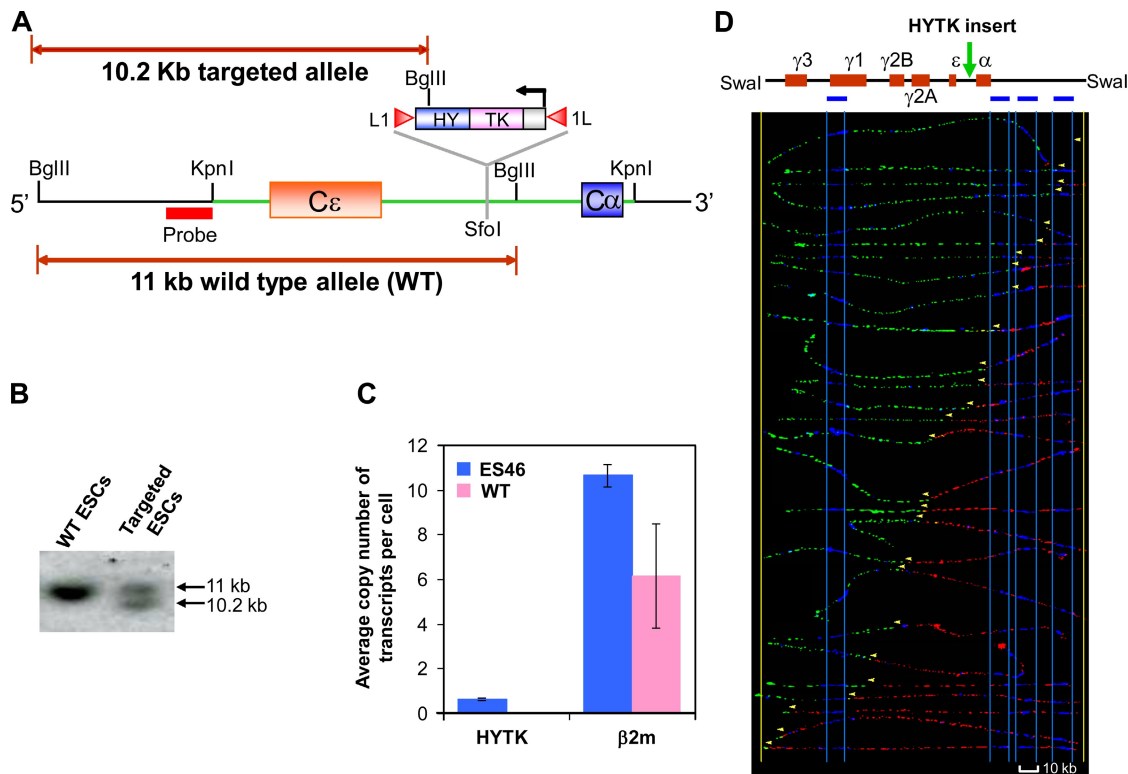 A
10.2 Kb targeted allele
BgIII
L1
HY
TK
1L
BgIII
KpnI
BgIII
KpnI
5’
Cε
Cα
3’
Probe
SfoI
11 kb wild type allele (WT)
B
WT ESCs
Targeted
ESCs
11 kb
10.2 kb
C
Average copy number of
transcripts per cell
12
10
8
6
4
2
0
ES46
WT
HYTK
β2m
D
HYTK insert
γ3
γ1
γ2B
ε
α
SwaI
SwaI
γ2A
10 kb